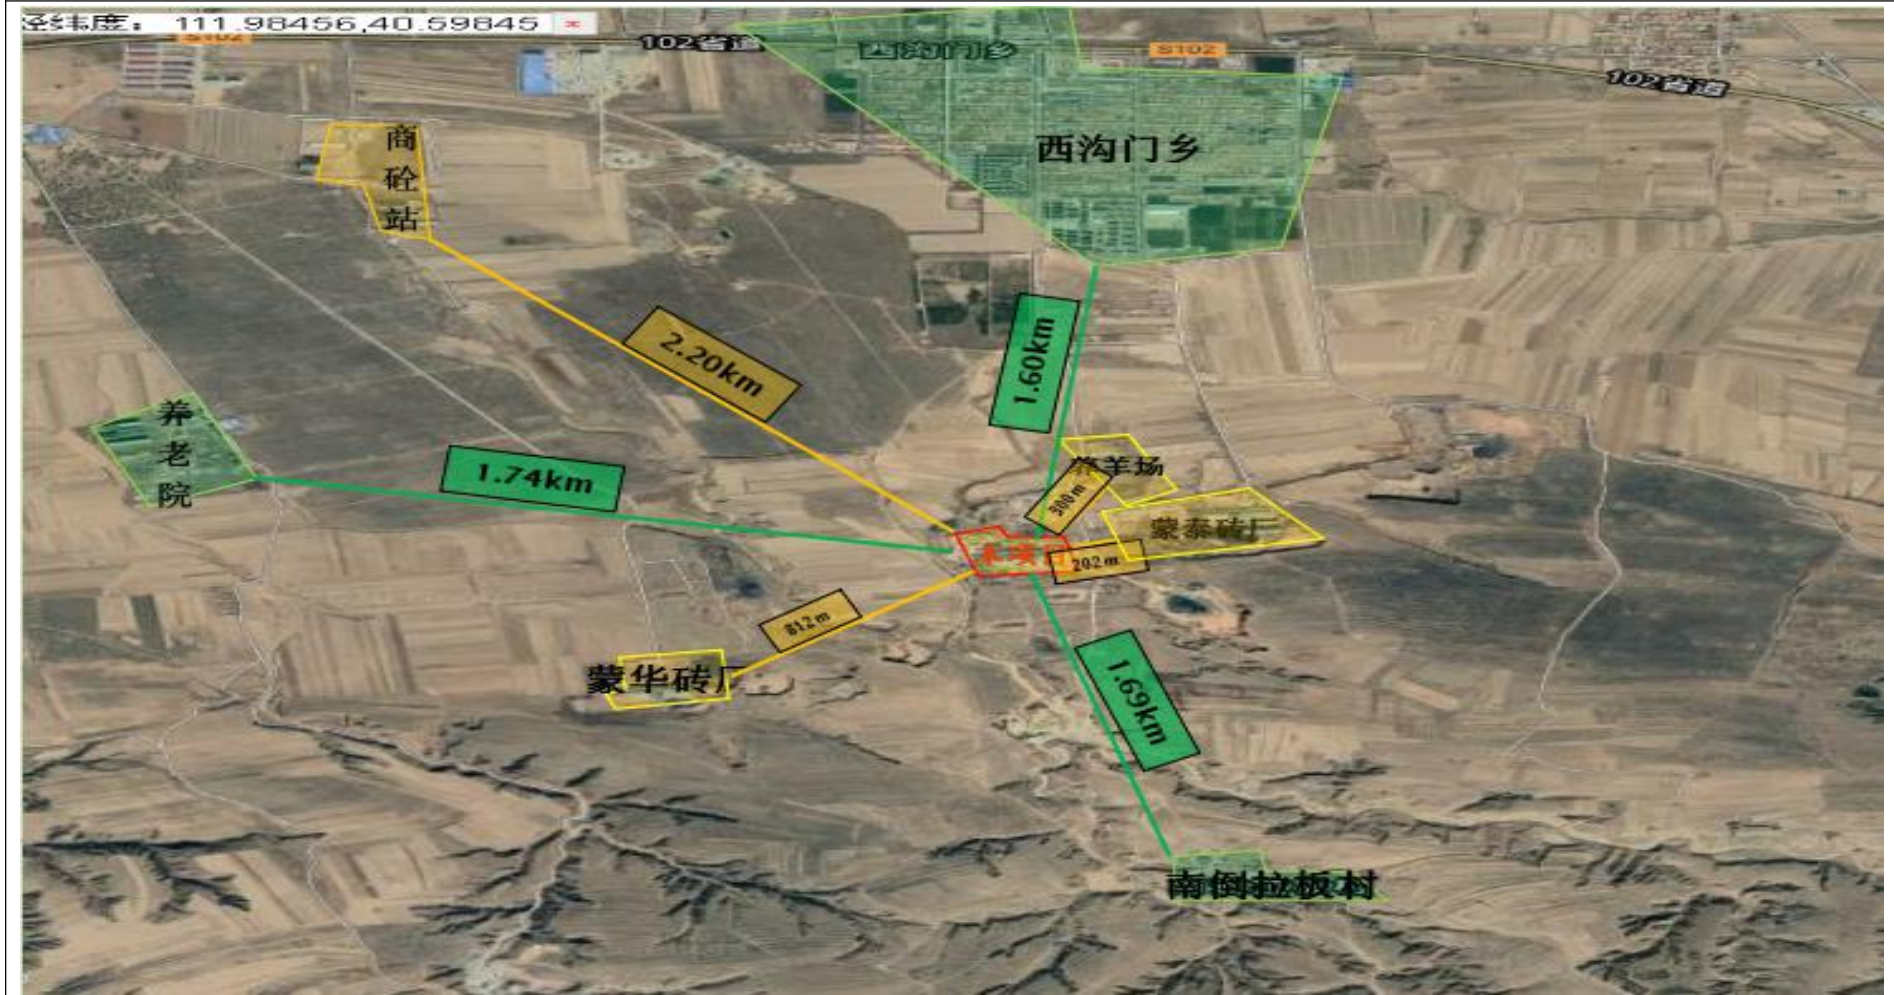 经纬度：111.98456,40.59845
S102
102省道
西沟门乡
S102
102省道
商砼站
西沟门乡
2.20km
1.60km
养老院
1.74km
养羊场
300m
蒙泰砖厂
本项目
202m
812m
蒙华砖厂
1.69km
南倒拉板村